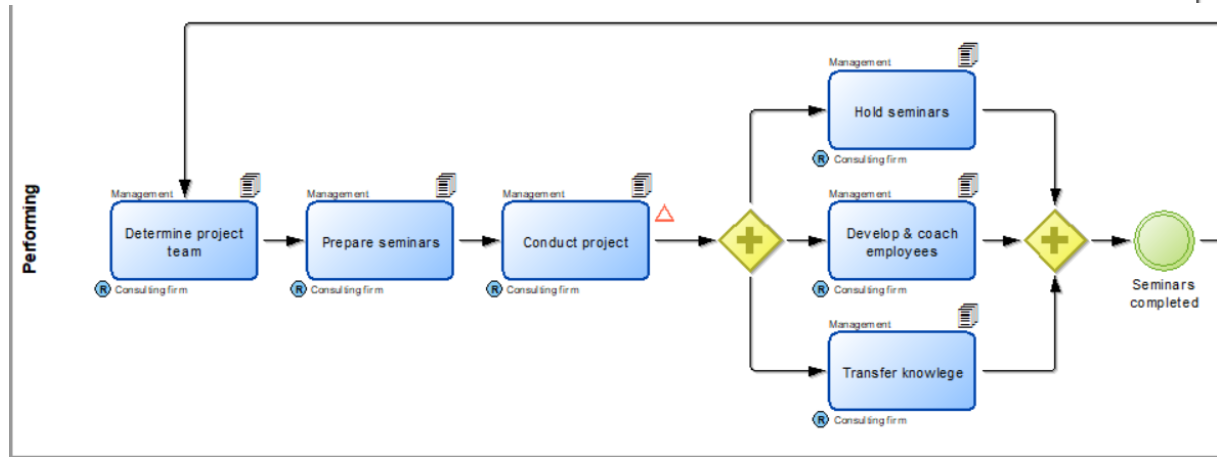 Performing
Management
Determine project
team
R Consulting firm
Management
Prepare seminars
R Consulting firm
Management
Conduct project
R Consulting firm
Management
Hold seminars
R Consulting firm
Management
Develop & coach
employees
R Consulting firm
Management
Transfer knowlege
R Consulting firm
Seminars
completed